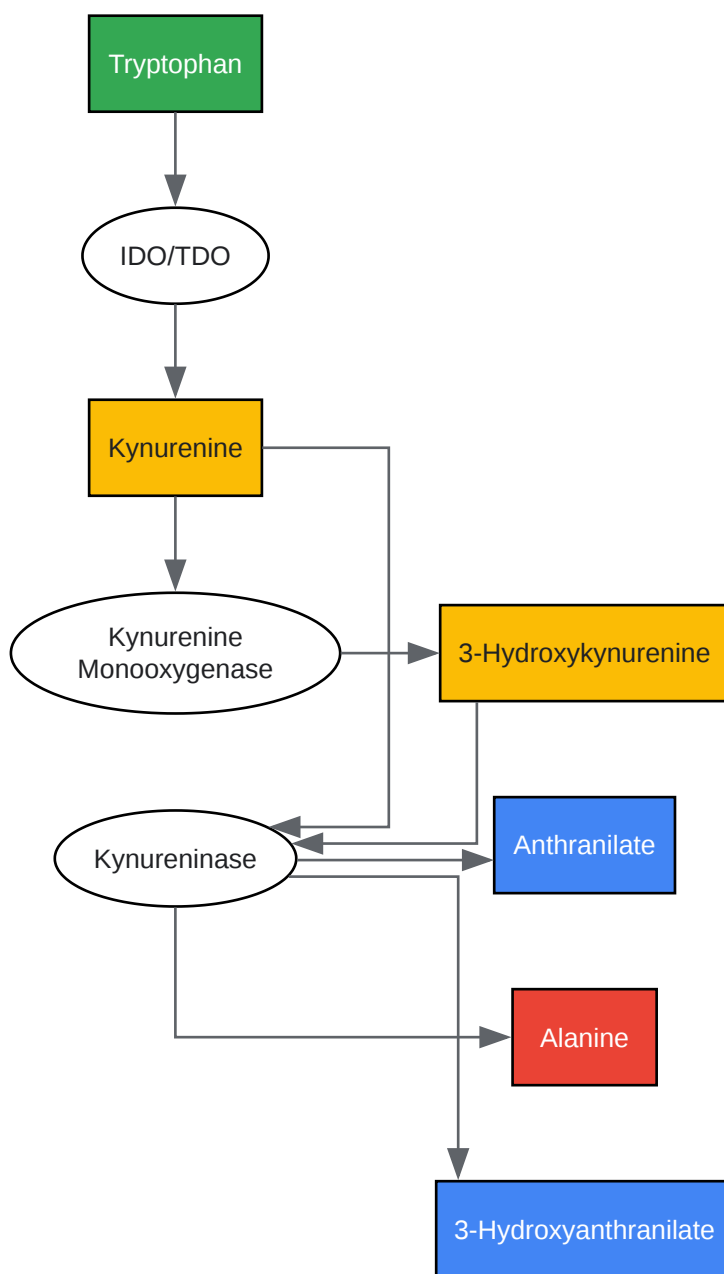 Tryptophan
IDO/TDO
Kynurenine
Kynurenine
Monooxygenase
3-Hydroxykynurenine
Kynureninase
Anthranilate
Alanine
3-Hydroxyanthranilate